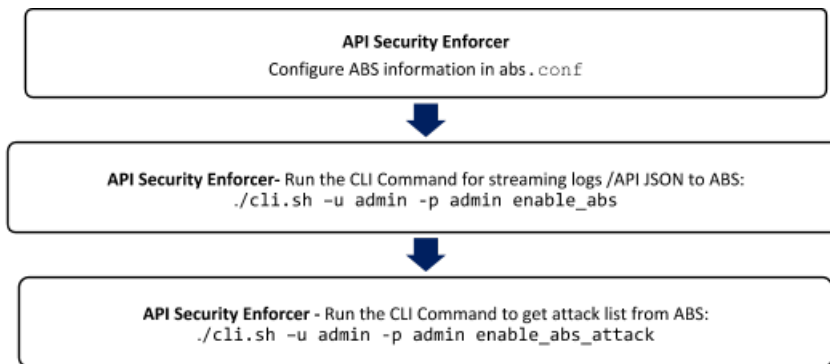 API Security Enforcer
Configure ABS information in abs.conf
API Security Enforcer- Run the CLI Command for streaming logs /API JSON to ABS:
./cli.sh –u admin -p admin enable_abs
API Security Enforcer - Run the CLI Command to get attack list from ABS:
./cli.sh –u admin -p admin enable_abs_attack